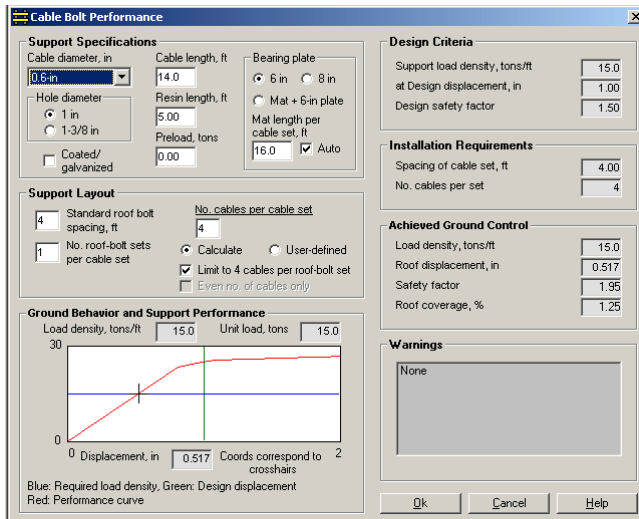 Cable Bolt Performance
Support Specifications
Cable diameter, in
0.6-in
Hole diameter
1 in
1-3/8 in
Coated/
galvanized
Cable length, ft
14.0
Resin length, ft
5.00
Preload, tons
0.00
Bearing plate
6 in 8 in
Mat + 6-in plate
Mat length per
cable set, ft
16.0 Auto
Support Layout
4 Standard roof bolt
spacing, ft
1 No. roof-bolt sets
per cable set
No. cables per cable set
4
Calculate User-defined
Limit to 4 cables per roof-bolt set
Even no. of cables only
Ground Behavior and Support Performance
Load density, tons/ft 15.0 Unit load, tons 15.0
30
0
0 Displacement, in 0.517 Coords correspond to 2
crosshairs
Blue: Required load density, Green: Design displacement
Red: Performance curve
Design Criteria
Support load density, tons/ft 15.0
at Design displacement, in 1.00
Design safety factor 1.50
Installation Requirements
Spacing of cable set, ft 4.00
No. cables per set 4
Achieved Ground Control
Load density, tons/ft 15.0
Roof displacement, in 0.517
Safety factor 1.95
Roof coverage, % 1.25
Warnings
None
Ok Cancel Help